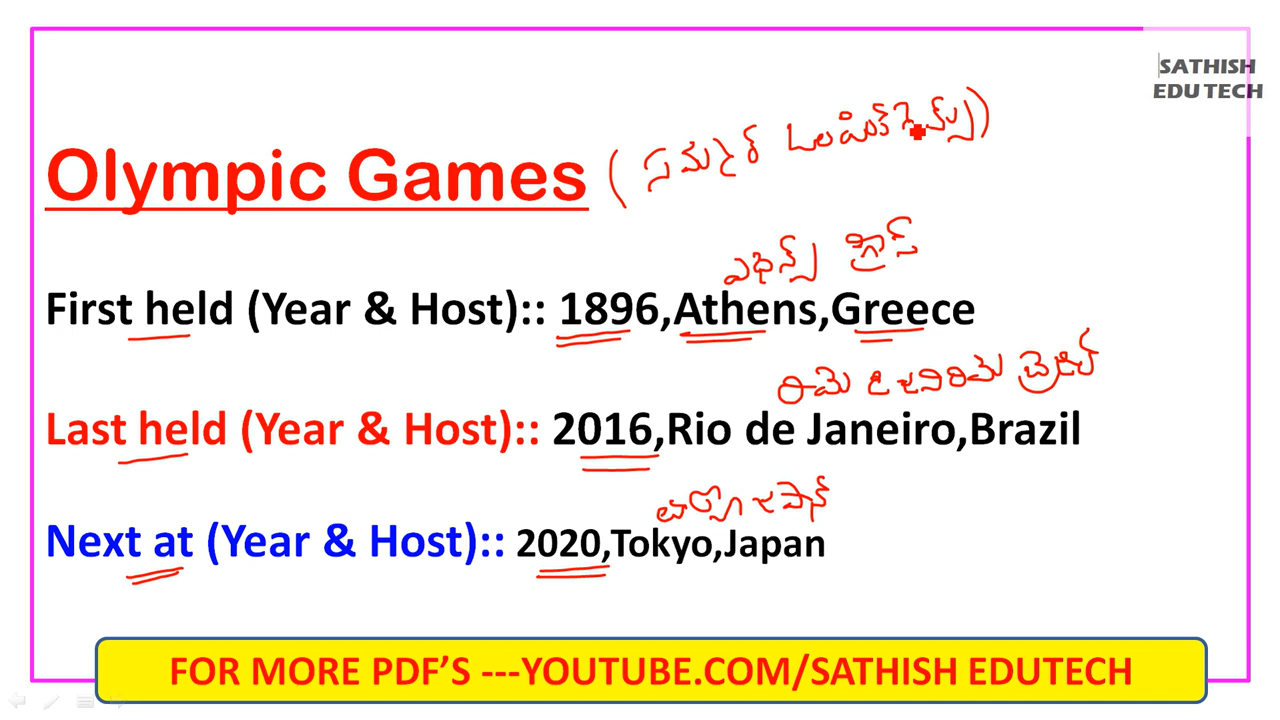 SATHISH
EDUTECH
Olympic Games (సమ్మర్ ఒలంపిక్ గేమ్స్)
ఎథెన్స్ గ్రీస్
First held (Year & Host):: 1896,Athens,Greece
రియో డి జనిరియో బ్రెజిల్
Last held (Year & Host):: 2016,Rio de Janeiro,Brazil
టోక్యో జపాన్
Next at (Year & Host):: 2020,Tokyo,Japan
FOR MORE PDF’S ---YOUTUBE.COM/SATHISH EDUTECH